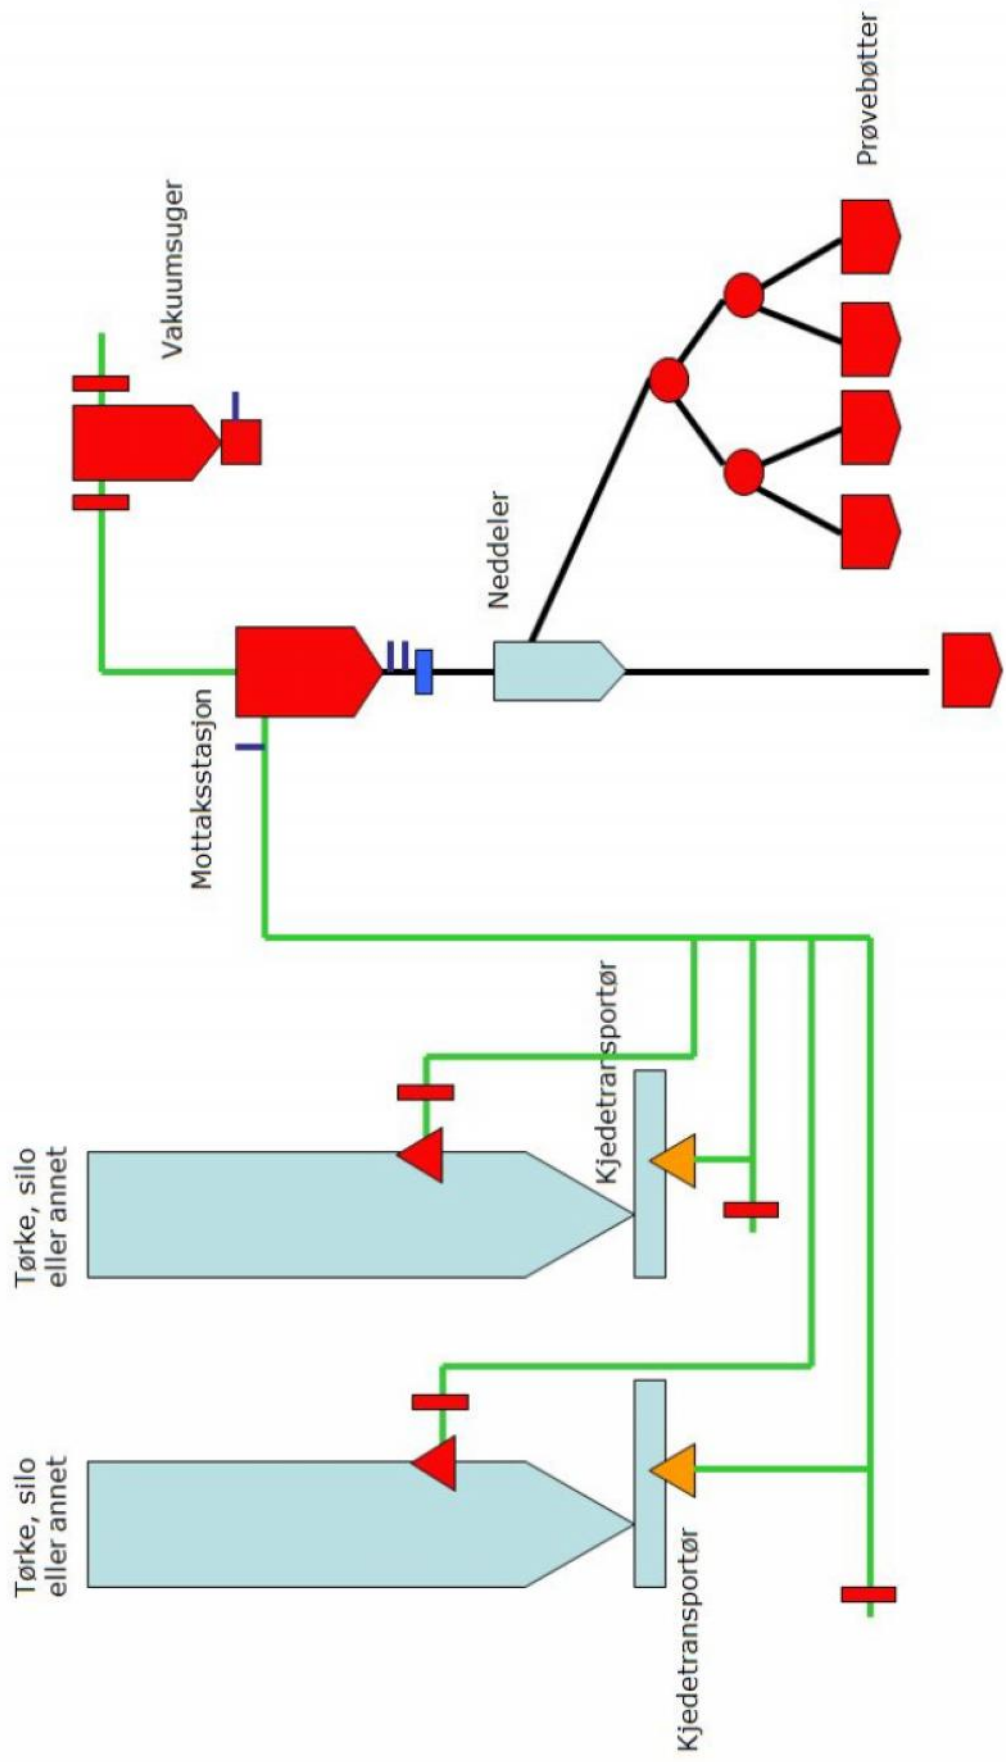 Tørke, silo
eller annet
Tørke, silo
eller annet
Kjedetransportør
Kjedetransportør
Mottaksstasjon
Vakuumsuger
Neddeler
Prøvebøtter